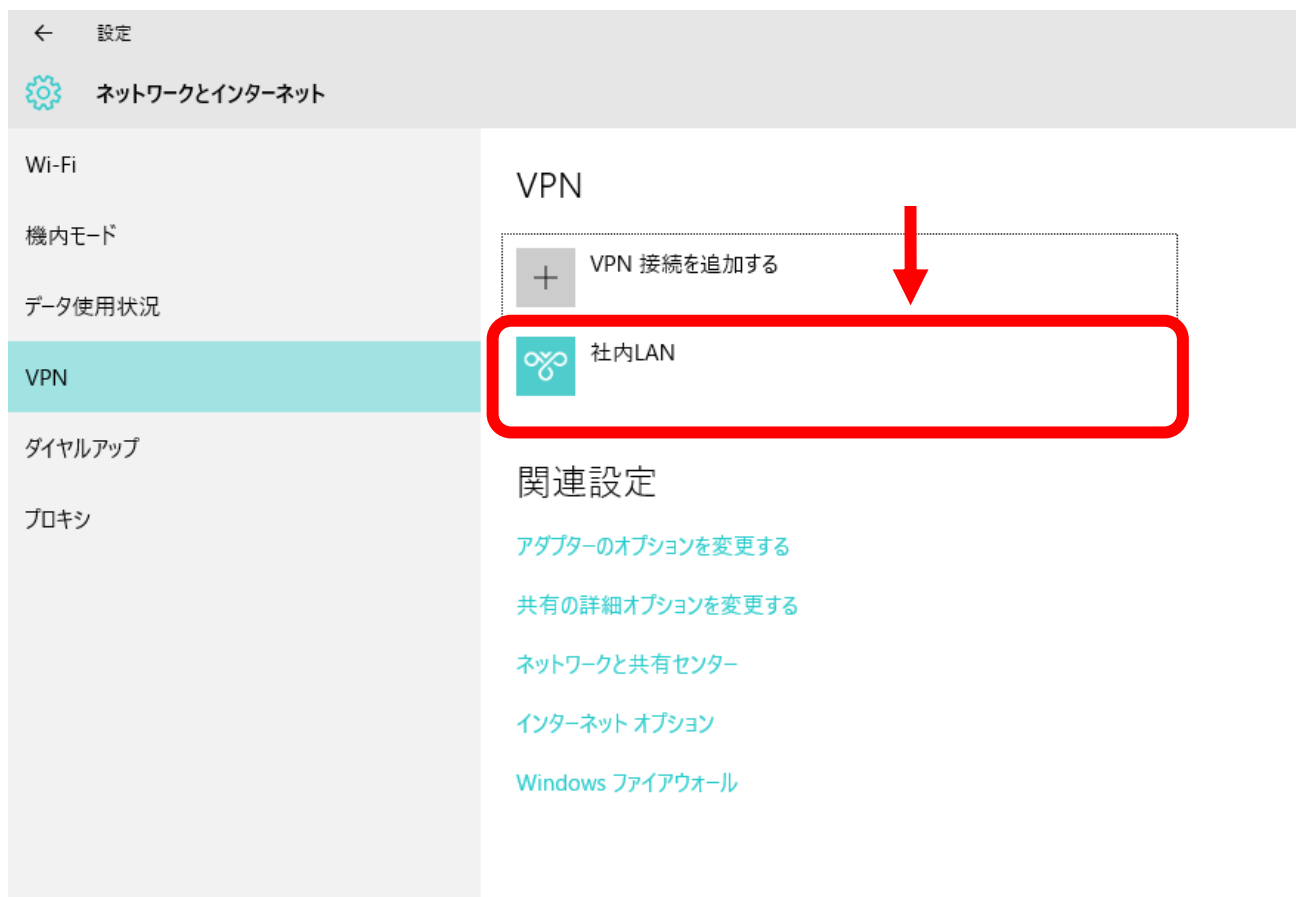 設定
ネットワークとインターネット
Wi-Fi
機内モード
データ使用状況
VPN
ダイヤルアップ
プロキシ
VPN
VPN 接続を追加する
社内LAN
関連設定
アダプターのオプションを変更する
共有の詳細オプションを変更する
ネットワークと共有センター
インターネット オプション
Windows ファイアウォール